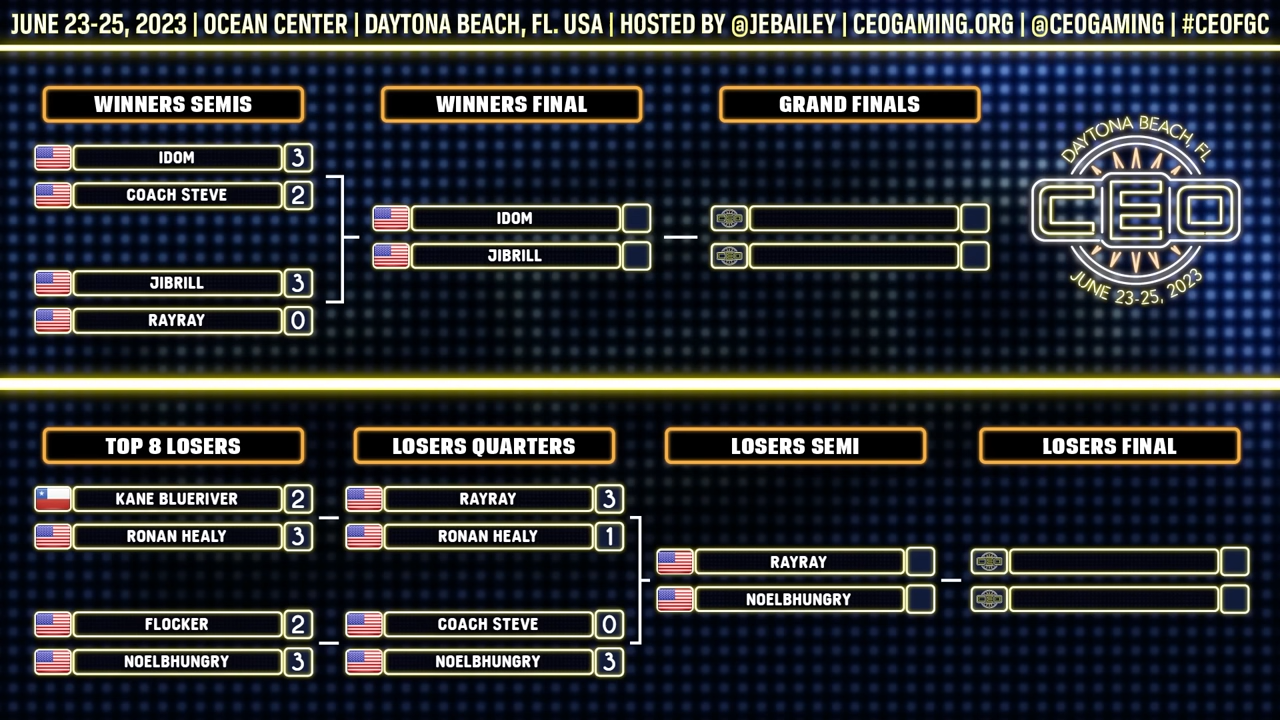 JUNE 23-25, 2023 | OCEAN CENTER | DAYTONA BEACH, FL. USA | HOSTED BY @JEBAILEY | CEOGAMING.ORG | @CEOGAMING | #CEOFGC
WINNERS SEMIS
WINNERS FINAL
GRAND FINALS
IDOM 3
COACH STEVE 2
JIBRILL 3
RAYRAY 0
IDOM
JIBRILL
DAYTONA BEACH, FL
CEO
JUNE 23-25, 2023
TOP 8 LOSERS
LOSERS QUARTERS
LOSERS SEMI
LOSERS FINAL
KANE BLUERIVER 2
RONAN HEALY 3
FLOCKER 2
NOELBHUNGRY 3
RAYRAY 3
RONAN HEALY 1
COACH STEVE 0
NOELBHUNGRY 3
RAYRAY
NOELBHUNGRY